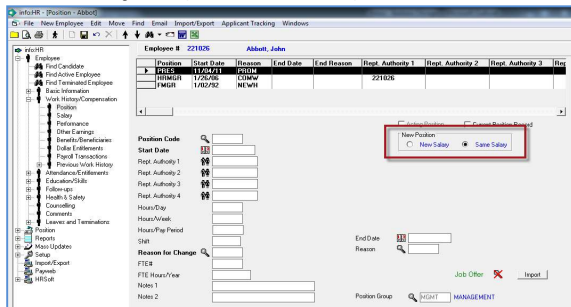 info:HR - [Position - Abbot]
File New Employee Edit Move Find Email Import/Export Applicant Tracking Windows
info:HR
Employee
Find Candidate
Find Active Employee
Find Terminated Employee
Basic Information
Work History/Compensation
Position
Salary
Performance
Other Earnings
Benefits/Beneficiaries
Dollar Entitlements
Payroll Transactions
Previous Work History
Attendance/Entitlements
Education/Skills
Follow-ups
Health & Safety
Counselling
Comments
Leaves and Terminations
Position
Reports
Mass Updates
Setup
Import/Export
Payweb
HRSoft
Employee # 221026 Abbott, John
Position Start Date Reason End Date End Reason Rept. Authority 1 Rept. Authority 2 Rept. Authority 3 Rep
PRES 11/04/11 PROM
HRMGR 1/26/06 COMW 221026
FMGR 1/02/92 NEWH
Acting Position Current Position Record
New Position
New Salary Same Salary
Position Code
Start Date
Rept. Authority 1
Rept. Authority 2
Rept. Authority 3
Rept. Authority 4
Hours/Day
Hours/Week
Hours/Pay Period
Shift
End Date
Reason for Change
Reason
FTE#
FTE Hours/Year
Job Offer Import
Notes 1
Notes 2
Position Group MGMT MANAGEMENT